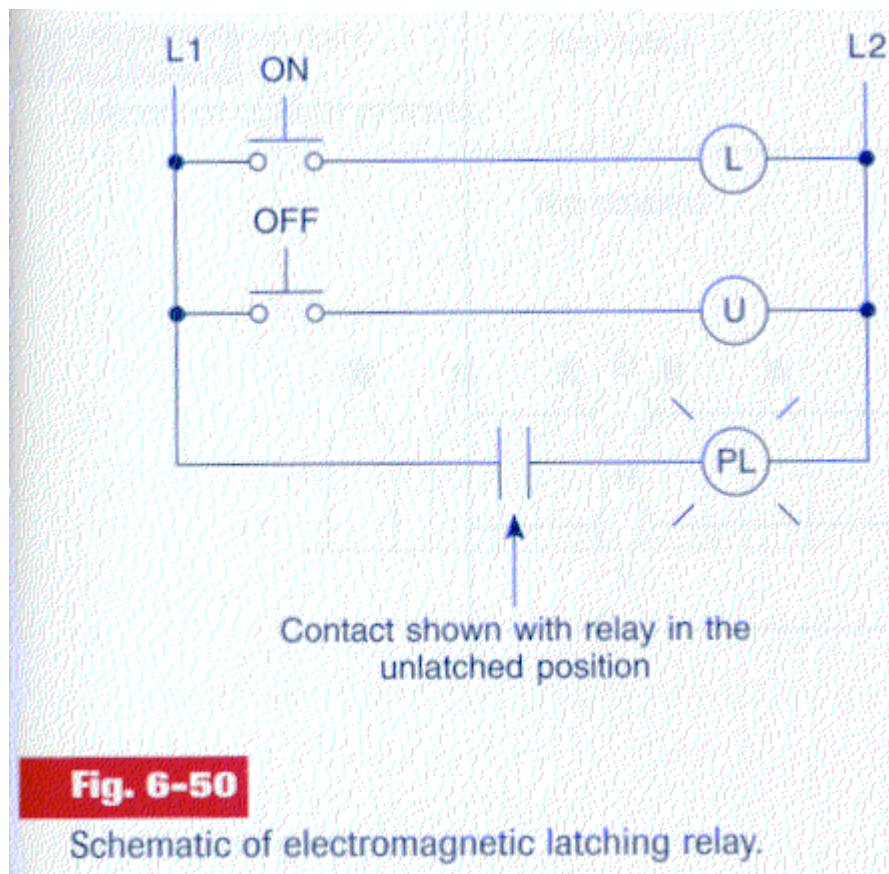 L1
L2
ON
L
OFF
U
PL
Contact shown with relay in the
unlatched position
Fig. 6-50
Schematic of electromagnetic latching relay.